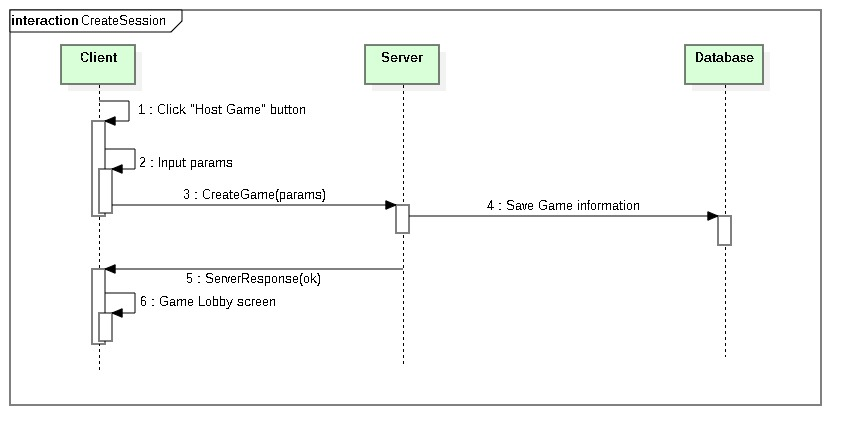 interaction CreateSession
Client
Server
Database
1 : Click "Host Game" button
2 : Input params
3 : CreateGame(params)
4 : Save Game information
5 : ServerResponse(ok)
6 : Game Lobby screen